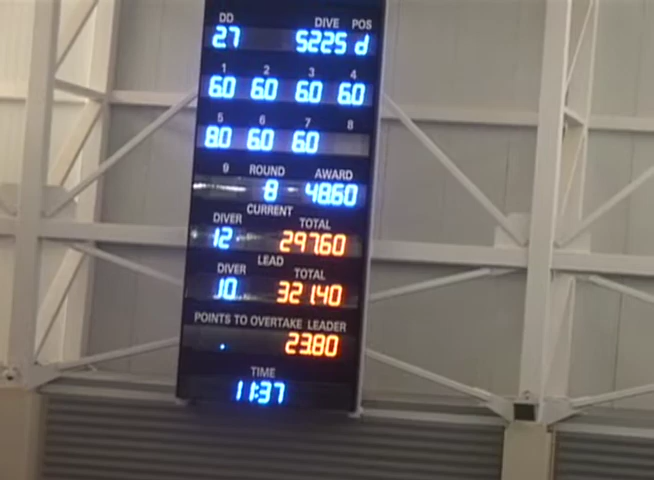 DD DIVE POS
27 5225 d
1 2 3 4
6.0 6.0 6.0 6.0
5 6 7 8
8.0 6.0 6.0
9 ROUND AWARD
8 48.60
CURRENT
DIVER TOTAL
12 297.60
LEAD
DIVER TOTAL
10 321.40
POINTS TO OVERTAKE LEADER
23.80
TIME
11:37